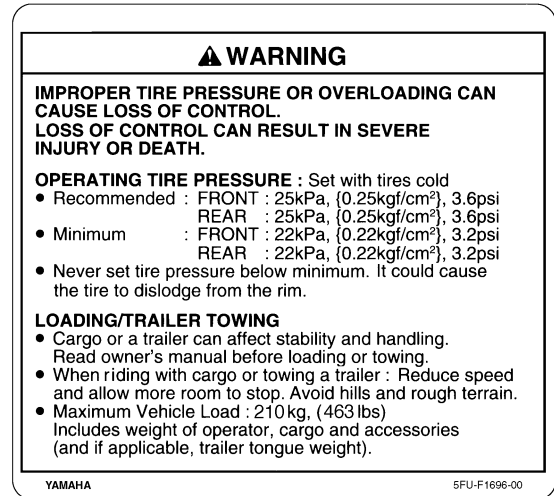 ⚠ WARNING
IMPROPER TIRE PRESSURE OR OVERLOADING CAN
CAUSE LOSS OF CONTROL.
LOSS OF CONTROL CAN RESULT IN SEVERE
INJURY OR DEATH.
OPERATING TIRE PRESSURE : Set with tires cold
● Recommended : FRONT : 25kPa, {0.25kgf/cm²}, 3.6psi
REAR : 25kPa, {0.25kgf/cm²}, 3.6psi
● Minimum : FRONT : 22kPa, {0.22kgf/cm²}, 3.2psi
REAR : 22kPa, {0.22kgf/cm²}, 3.2psi
● Never set tire pressure below minimum. It could cause
the tire to dislodge from the rim.
LOADING/TRAILER TOWING
● Cargo or a trailer can affect stability and handling.
Read owner's manual before loading or towing.
● When riding with cargo or towing a trailer : Reduce speed
and allow more room to stop. Avoid hills and rough terrain.
● Maximum Vehicle Load : 210 kg, (463 lbs)
Includes weight of operator, cargo and accessories
(and if applicable, trailer tongue weight).
YAMAHA 5FU-F1696-00